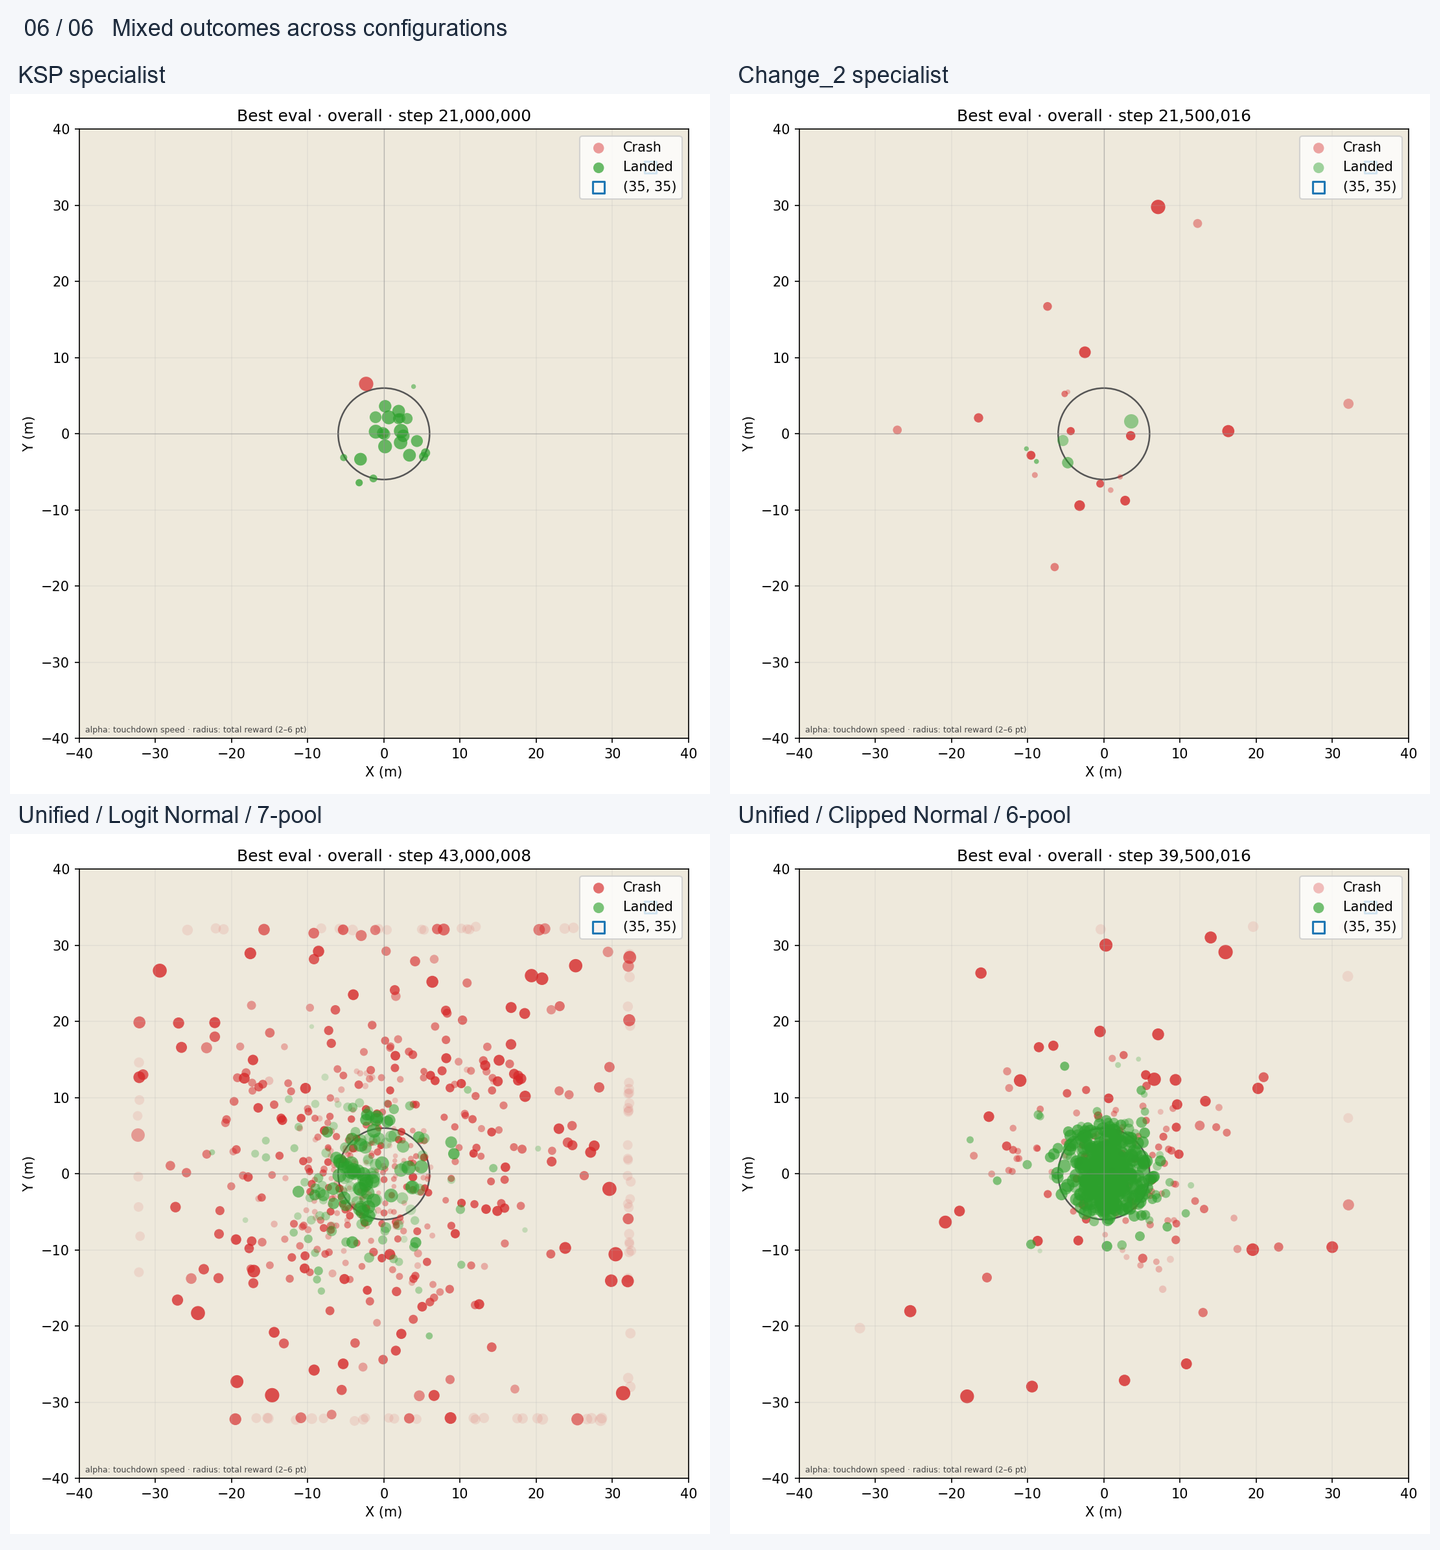 06 / 06 Mixed outcomes across configurations
KSP specialist
Best eval · overall · step 21,000,000
Crash
Landed
(35, 35)
40
30
20
10
0
−10
−20
−30
−40
Y (m)
alpha: touchdown speed · radius: total reward (2–6 pt)
−40 −30 −20 −10 0 10 20 30 40
X (m)
Change_2 specialist
Best eval · overall · step 21,500,016
Crash
Landed
(35, 35)
40
30
20
10
0
−10
−20
−30
−40
Y (m)
alpha: touchdown speed · radius: total reward (2–6 pt)
−40 −30 −20 −10 0 10 20 30 40
X (m)
Unified / Logit Normal / 7-pool
Best eval · overall · step 43,000,008
Crash
Landed
(35, 35)
40
30
20
10
0
−10
−20
−30
−40
Y (m)
alpha: touchdown speed · radius: total reward (2–6 pt)
−40 −30 −20 −10 0 10 20 30 40
X (m)
Unified / Clipped Normal / 6-pool
Best eval · overall · step 39,500,016
Crash
Landed
(35, 35)
40
30
20
10
0
−10
−20
−30
−40
Y (m)
alpha: touchdown speed · radius: total reward (2–6 pt)
−40 −30 −20 −10 0 10 20 30 40
X (m)